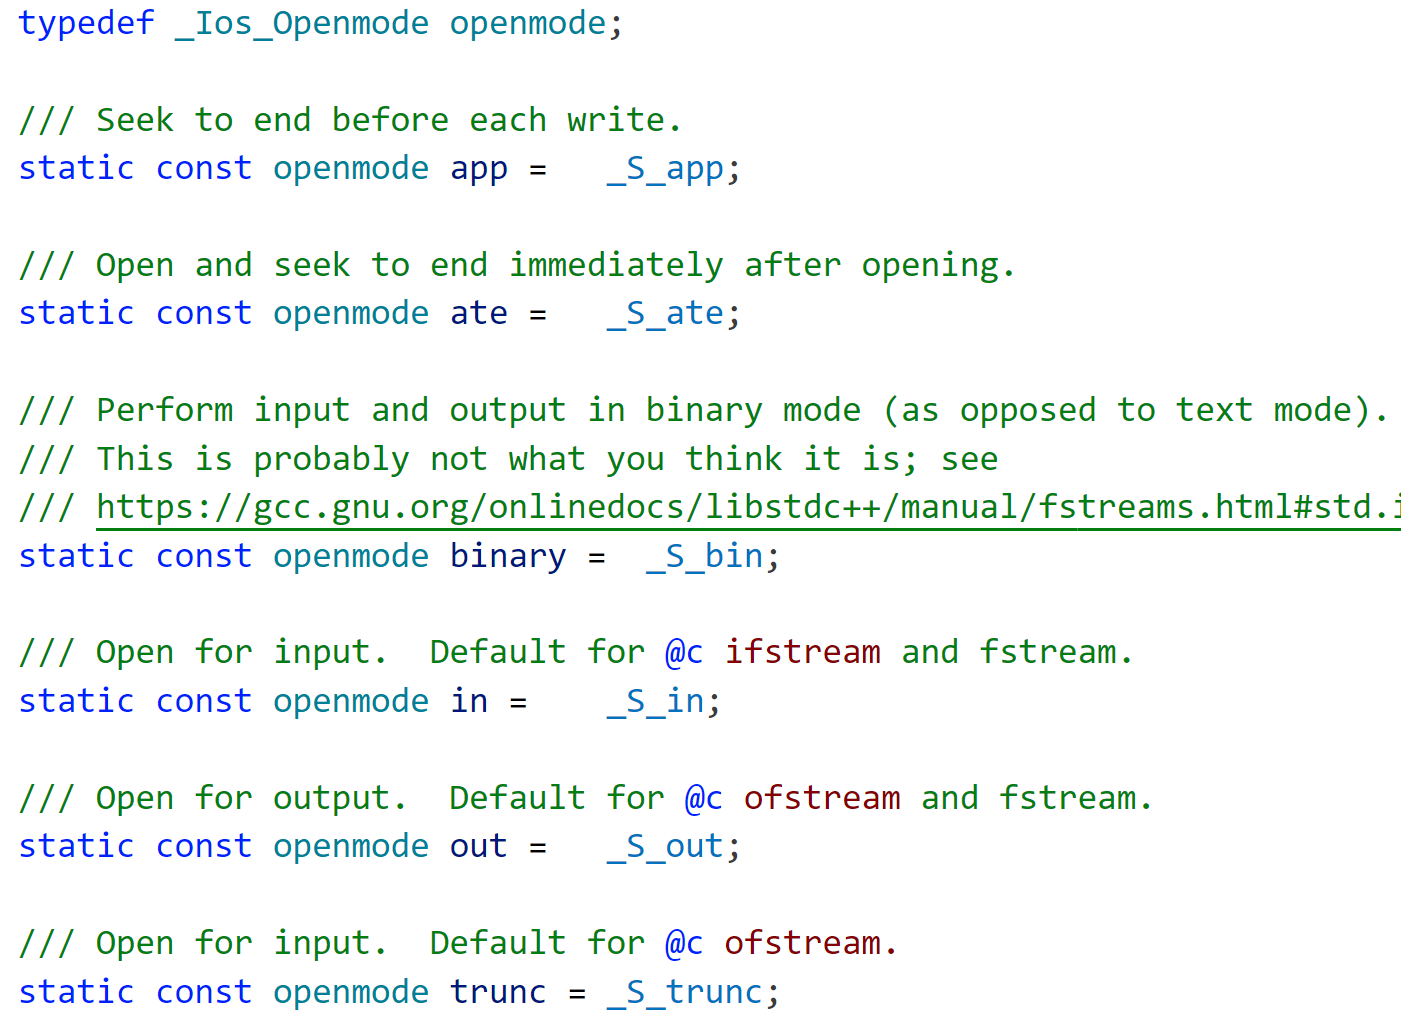 typedef _Ios_Openmode openmode;
/// Seek to end before each write.
static const openmode app =   _S_app;
/// Open and seek to end immediately after opening.
static const openmode ate =   _S_ate;
/// Perform input and output in binary mode (as opposed to text mode).
/// This is probably not what you think it is; see
/// https://gcc.gnu.org/onlinedocs/libstdc++/manual/fstreams.html#std.i
static const openmode binary =  _S_bin;
/// Open for input.  Default for @c ifstream and fstream.
static const openmode in =    _S_in;
/// Open for output.  Default for @c ofstream and fstream.
static const openmode out =   _S_out;
/// Open for input.  Default for @c ofstream.
static const openmode trunc = _S_trunc;